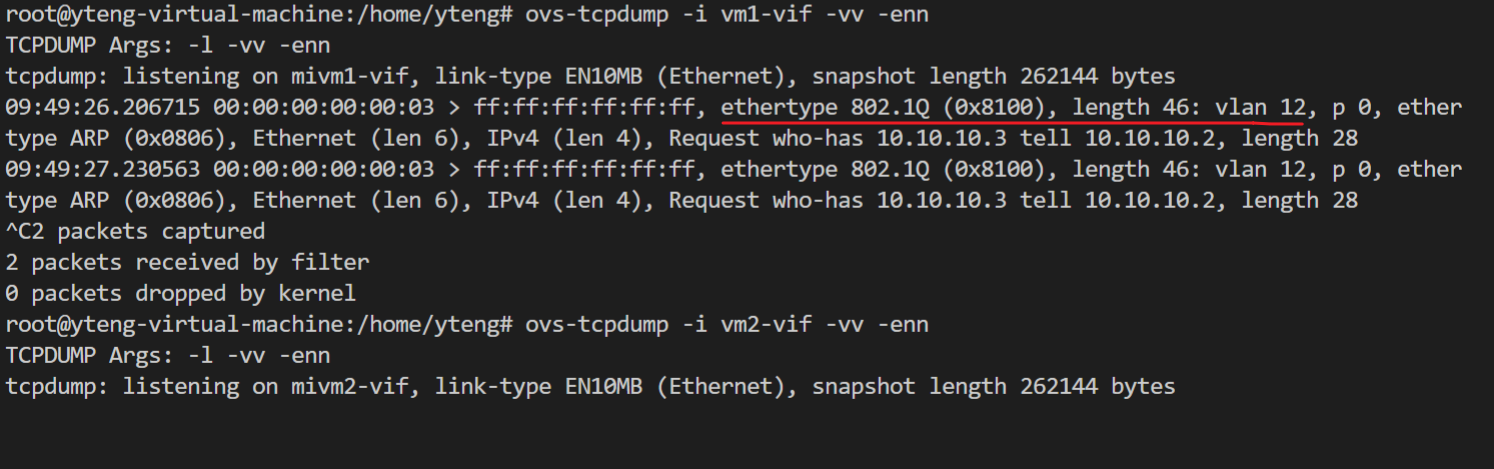 root@yteng-virtual-machine:/home/yteng# ovs-tcpdump -i vm1-vif -vv -enn
TCPDUMP Args: -l -vv -enn
tcpdump: listening on mivm1-vif, link-type EN10MB (Ethernet), snapshot length 262144 bytes
09:49:26.206715 00:00:00:00:00:03 > ff:ff:ff:ff:ff:ff, ethertype 802.1Q (0x8100), length 46: vlan 12, p 0, ether
type ARP (0x0806), Ethernet (len 6), IPv4 (len 4), Request who-has 10.10.10.3 tell 10.10.10.2, length 28
09:49:27.230563 00:00:00:00:00:03 > ff:ff:ff:ff:ff:ff, ethertype 802.1Q (0x8100), length 46: vlan 12, p 0, ether
type ARP (0x0806), Ethernet (len 6), IPv4 (len 4), Request who-has 10.10.10.3 tell 10.10.10.2, length 28
^C2 packets captured
2 packets received by filter
0 packets dropped by kernel
root@yteng-virtual-machine:/home/yteng# ovs-tcpdump -i vm2-vif -vv -enn
TCPDUMP Args: -l -vv -enn
tcpdump: listening on mivm2-vif, link-type EN10MB (Ethernet), snapshot length 262144 bytes